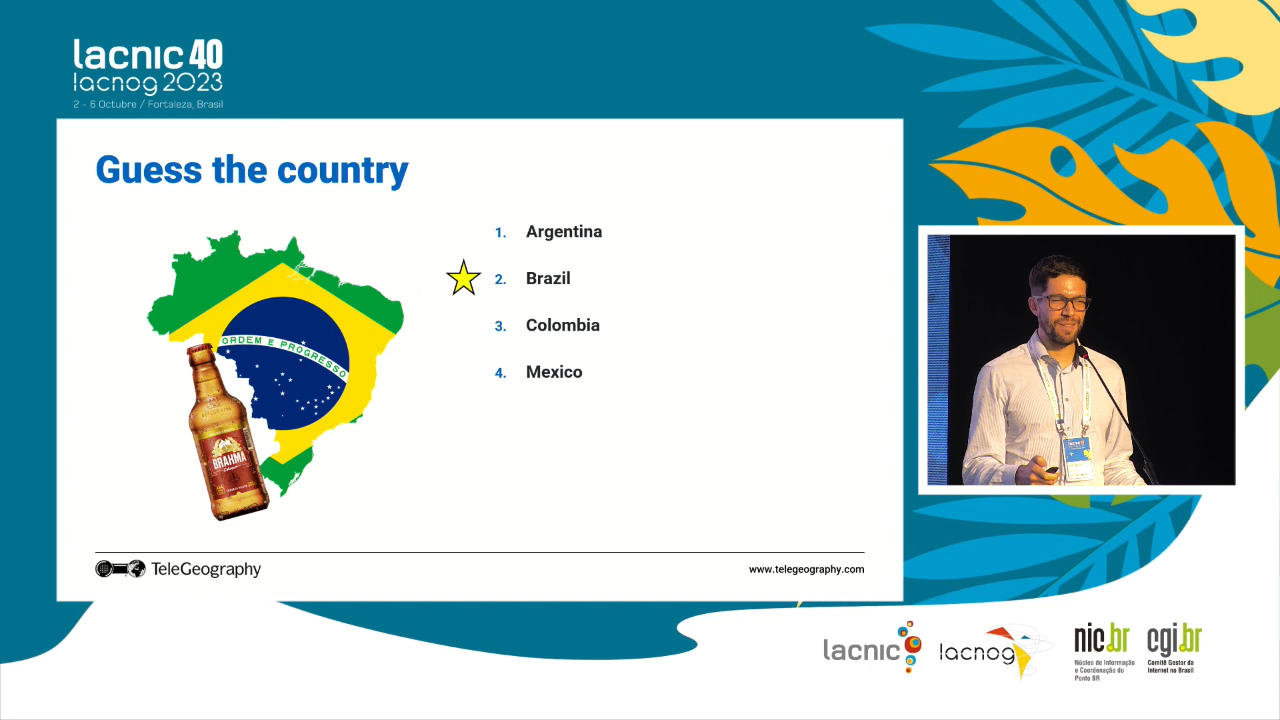 lacnic 40
lacnog 2023
2 - 6 Octubre / Fortaleza, Brasil
Guess the country
1. Argentina
2. Brazil
3. Colombia
4. Mexico
ORDEM E PROGRESSO
BRAHMA
TeleGeography
www.telegeography.com
lacnic
lacnog
nic.br
Núcleo de Informação
e Coordenação do
Ponto BR
cgi.br
Comitê Gestor da
Internet no Brasil